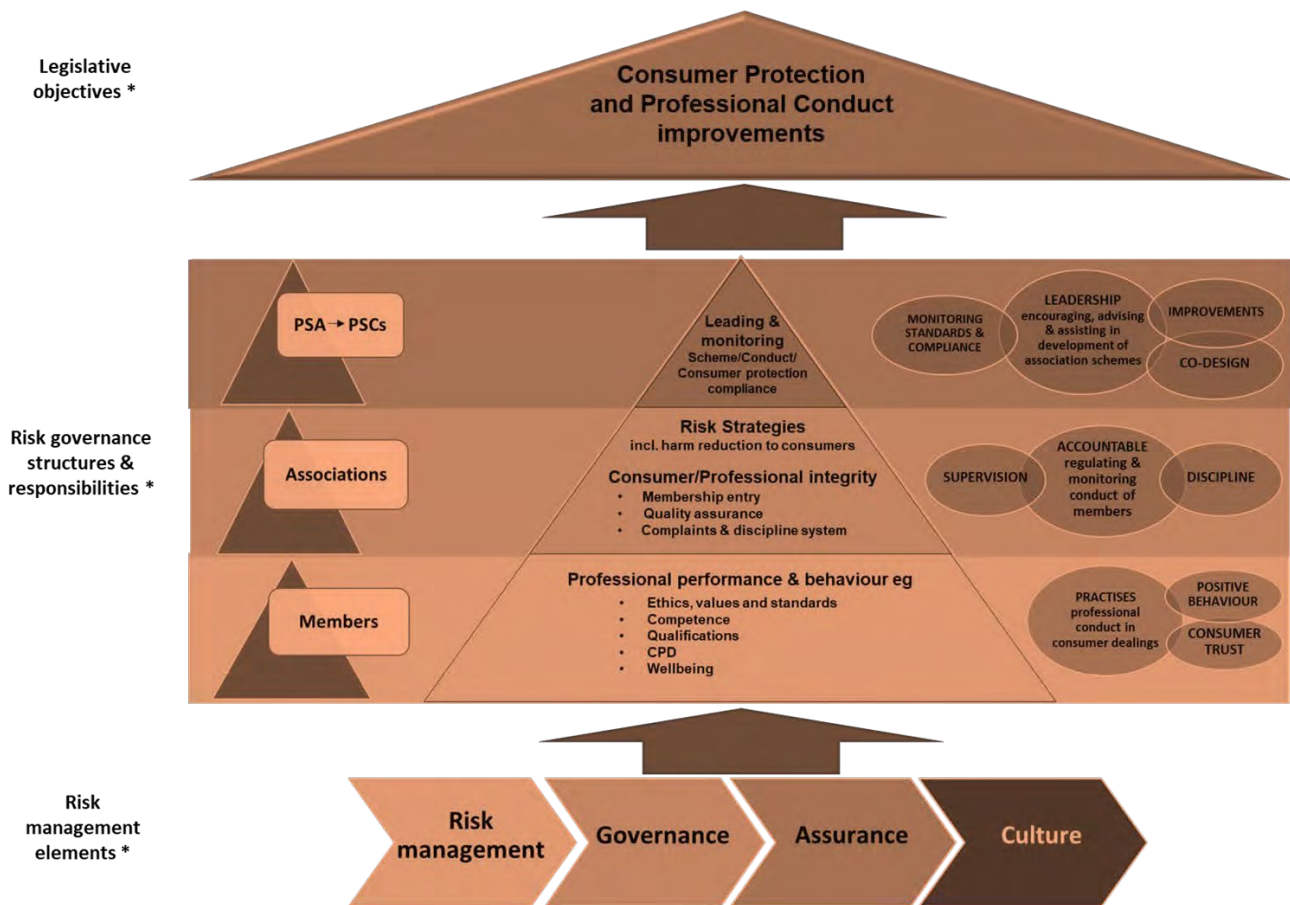 Legislative
objectives *
Consumer Protection
and Professional Conduct
improvements
Risk governance
structures &
responsibilities *
PSA → PSCs
Leading &
monitoring
Scheme/Conduct/
Consumer protection
compliance
MONITORING
STANDARDS &
COMPLIANCE
LEADERSHIP
encouraging, advising
& assisting in
development of
association schemes
IMPROVEMENTS
CO-DESIGN
Associations
Risk Strategies
incl. harm reduction to consumers
Consumer/Professional integrity
• Membership entry
• Quality assurance
• Complaints & discipline system
SUPERVISION
ACCOUNTABLE
regulating &
monitoring
conduct of
members
DISCIPLINE
Members
Professional performance & behaviour eg
• Ethics, values and standards
• Competence
• Qualifications
• CPD
• Wellbeing
PRACTISES
professional
conduct in
consumer dealings
POSITIVE
BEHAVIOUR
CONSUMER
TRUST
Risk
management
elements *
Risk
management
Governance
Assurance
Culture